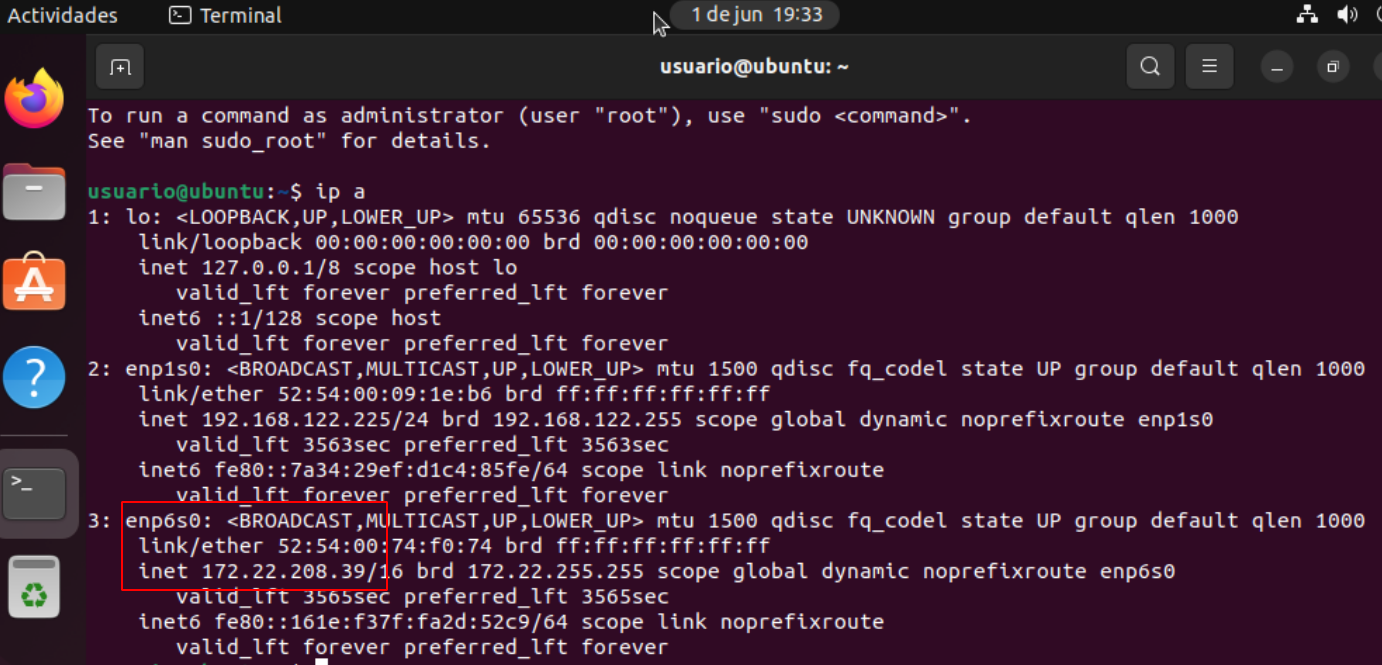 Actividades
Terminal
1 de jun 19:33
usuario@ubuntu: ~
To run a command as administrator (user "root"), use "sudo <command>".
See "man sudo_root" for details.
usuario@ubuntu:~$ ip a
1: lo: <LOOPBACK,UP,LOWER_UP> mtu 65536 qdisc noqueue state UNKNOWN group default qlen 1000
link/loopback 00:00:00:00:00:00 brd 00:00:00:00:00:00
inet 127.0.0.1/8 scope host lo
valid_lft forever preferred_lft forever
inet6 ::1/128 scope host
valid_lft forever preferred_lft forever
2: enp1s0: <BROADCAST,MULTICAST,UP,LOWER_UP> mtu 1500 qdisc fq_codel state UP group default qlen 1000
link/ether 52:54:00:09:1e:b6 brd ff:ff:ff:ff:ff:ff
inet 192.168.122.225/24 brd 192.168.122.255 scope global dynamic noprefixroute enp1s0
valid_lft 3563sec preferred_lft 3563sec
inet6 fe80::7a34:29ef:d1c4:85fe/64 scope link noprefixroute
valid_lft forever preferred_lft forever
3: enp6s0: <BROADCAST,MULTICAST,UP,LOWER_UP> mtu 1500 qdisc fq_codel state UP group default qlen 1000
link/ether 52:54:00:74:f0:74 brd ff:ff:ff:ff:ff:ff
inet 172.22.208.39/16 brd 172.22.255.255 scope global dynamic noprefixroute enp6s0
valid_lft 3565sec preferred_lft 3565sec
inet6 fe80::161e:f37f:fa2d:52c9/64 scope link noprefixroute
valid_lft forever preferred_lft forever